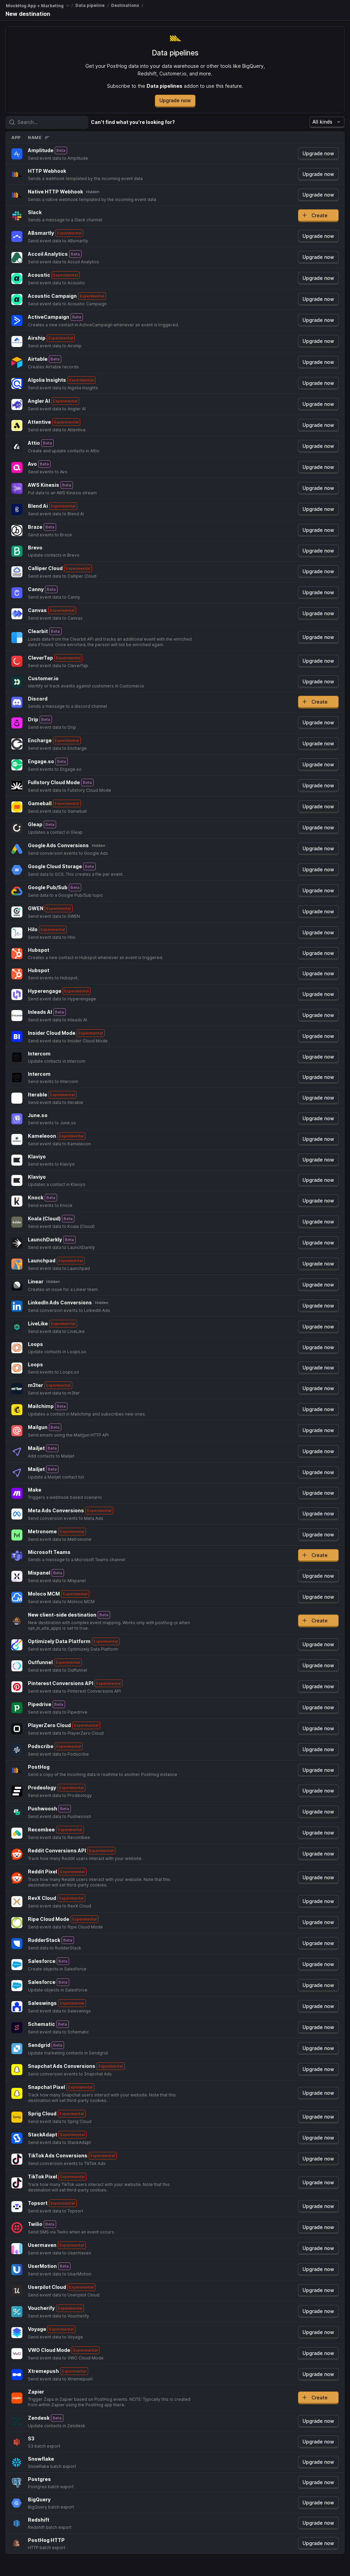 MockHog App + Marketing / Data pipeline / Destinations /
New destination
Data pipelines
Get your PostHog data into your data warehouse or other tools like BigQuery,
Redshift, Customer.io, and more.
Subscribe to the Data pipelines addon to use this feature.
Upgrade now
Search... Can't find what you're looking for? All kinds
APP NAME
Amplitude Beta Upgrade now
Send event data to Amplitude
HTTP Webhook Upgrade now
Sends a webhook templated by the incoming event data
Native HTTP Webhook Hidden Upgrade now
Sends a native webhook templated by the incoming event data
Slack Create
Sends a message to a Slack channel
ABsmartly Experimental Upgrade now
Send event data to ABsmartly
Accoil Analytics Beta Upgrade now
Send event data to Accoil Analytics
Acoustic Experimental Upgrade now
Send event data to Acoustic
Acoustic Campaign Experimental Upgrade now
Send event data to Acoustic Campaign
ActiveCampaign Beta Upgrade now
Creates a new contact in ActiveCampaign whenever an event is triggered.
Airship Experimental Upgrade now
Send event data to Airship
Airtable Beta Upgrade now
Creates Airtable records
Algolia Insights Experimental Upgrade now
Send event data to Algolia Insights
Angler AI Experimental Upgrade now
Send event data to Angler AI
Attentive Experimental Upgrade now
Send event data to Attentive
Attio Beta Upgrade now
Create and update contacts in Attio
Avo Beta Upgrade now
Send events to Avo
AWS Kinesis Beta Upgrade now
Put data to an AWS Kinesis stream
Blend Ai Experimental Upgrade now
Send event data to Blend Ai
Braze Beta Upgrade now
Send events to Braze
Brevo Upgrade now
Update contacts in Brevo
Calliper Cloud Experimental Upgrade now
Send event data to Calliper Cloud
Canny Beta Upgrade now
Send event data to Canny
Canvas Experimental Upgrade now
Send event data to Canvas
Clearbit Beta Upgrade now
Loads data from the Clearbit API and tracks an additional event with the enriched
data if found. Once enriched, the person will not be enriched again.
CleverTap Experimental Upgrade now
Send event data to CleverTap
Customer.io Upgrade now
Identify or track events against customers in Customer.io
Discord Create
Sends a message to a discord channel
Drip Beta Upgrade now
Send event data to Drip
Encharge Experimental Upgrade now
Send event data to Encharge
Engage.so Beta Upgrade now
Send events to Engage.so
Fullstory Cloud Mode Beta Upgrade now
Send event data to Fullstory Cloud Mode
Gameball Experimental Upgrade now
Send event data to Gameball
Gleap Beta Upgrade now
Updates a contact in Gleap
Google Ads Conversions Hidden Upgrade now
Send conversion events to Google Ads
Google Cloud Storage Beta Upgrade now
Send data to GCS. This creates a file per event.
Google Pub/Sub Beta Upgrade now
Send data to a Google Pub/Sub topic
GWEN Experimental Upgrade now
Send event data to GWEN
Hilo Experimental Upgrade now
Send event data to Hilo
Hubspot Upgrade now
Creates a new contact in Hubspot whenever an event is triggered.
Hubspot Upgrade now
Send events to Hubspot.
Hyperengage Experimental Upgrade now
Send event data to Hyperengage
Inleads AI Beta Upgrade now
Send event data to Inleads AI
Insider Cloud Mode Experimental Upgrade now
Send event data to Insider Cloud Mode
Intercom Upgrade now
Update contacts in Intercom
Intercom Upgrade now
Send events to Intercom
Iterable Experimental Upgrade now
Send event data to Iterable
June.so Upgrade now
Send events to June.so
Kameleoon Experimental Upgrade now
Send event data to Kameleoon
Klaviyo Upgrade now
Send events to Klaviyo
Klaviyo Upgrade now
Updates a contact in Klaviyo
Knock Beta Upgrade now
Send events to Knock
Koala (Cloud) Beta Upgrade now
Send event data to Koala (Cloud)
LaunchDarkly Beta Upgrade now
Send event data to LaunchDarkly
Launchpad Experimental Upgrade now
Send event data to Launchpad
Linear Hidden Upgrade now
Creates an issue for a Linear team
LinkedIn Ads Conversions Hidden Upgrade now
Send conversion events to LinkedIn Ads
LiveLike Experimental Upgrade now
Send event data to LiveLike
Loops Upgrade now
Update contacts in Loops.so
Loops Upgrade now
Send events to Loops.so
m3ter Experimental Upgrade now
Send event data to m3ter
Mailchimp Beta Upgrade now
Updates a contact in Mailchimp and subscribes new ones.
Mailgun Beta Upgrade now
Send emails using the Mailgun HTTP API
Mailjet Beta Upgrade now
Add contacts to Mailjet
Mailjet Beta Upgrade now
Update a Mailjet contact list
Make Upgrade now
Triggers a webhook based scenario
Meta Ads Conversions Experimental Upgrade now
Send conversion events to Meta Ads
Metronome Experimental Upgrade now
Send event data to Metronome
Microsoft Teams Create
Sends a message to a Microsoft Teams channel
Mixpanel Beta Upgrade now
Send event data to Mixpanel
Moloco MCM Experimental Upgrade now
Send event data to Moloco MCM
New client-side destination Beta Create
New destination with complex event mapping. Works only with posthog-js when
opt_in_site_apps is set to true.
Optimizely Data Platform Experimental Upgrade now
Send event data to Optimizely Data Platform
Outfunnel Experimental Upgrade now
Send event data to Outfunnel
Pinterest Conversions API Experimental Upgrade now
Send event data to Pinterest Conversions API
Pipedrive Beta Upgrade now
Send event data to Pipedrive
PlayerZero Cloud Experimental Upgrade now
Send event data to PlayerZero Cloud
Podscribe Experimental Upgrade now
Send event data to Podscribe
PostHog Upgrade now
Send a copy of the incoming data in realtime to another PostHog instance
Prodeology Experimental Upgrade now
Send event data to Prodeology
Pushwoosh Beta Upgrade now
Send event data to Pushwoosh
Recombee Experimental Upgrade now
Send event data to Recombee
Reddit Conversions API Experimental Upgrade now
Track how many Reddit users interact with your website.
Reddit Pixel Experimental Upgrade now
Track how many Reddit users interact with your website. Note that this
destination will set third-party cookies.
RevX Cloud Experimental Upgrade now
Send event data to RevX Cloud
Ripe Cloud Mode Experimental Upgrade now
Send event data to Ripe Cloud Mode
RudderStack Beta Upgrade now
Send data to RudderStack
Salesforce Beta Upgrade now
Create objects in Salesforce
Salesforce Beta Upgrade now
Update objects in Salesforce
Saleswings Experimental Upgrade now
Send event data to Saleswings
Schematic Beta Upgrade now
Send event data to Schematic
Sendgrid Beta Upgrade now
Update marketing contacts in Sendgrid
Snapchat Ads Conversions Experimental Upgrade now
Send conversion events to Snapchat Ads
Snapchat Pixel Experimental Upgrade now
Track how many Snapchat users interact with your website. Note that this
destination will set third-party cookies.
Sprig Cloud Experimental Upgrade now
Send event data to Sprig Cloud
StackAdapt Experimental Upgrade now
Send event data to StackAdapt
TikTok Ads Conversions Experimental Upgrade now
Send conversion events to TikTok Ads
TikTok Pixel Experimental Upgrade now
Track how many TikTok users interact with your website. Note that this
destination will set third-party cookies.
Topsort Experimental Upgrade now
Send event data to Topsort
Twilio Beta Upgrade now
Send SMS via Twilio when an event occurs.
Usermaven Experimental Upgrade now
Send event data to Usermaven
UserMotion Beta Upgrade now
Send event data to UserMotion
Userpilot Cloud Experimental Upgrade now
Send event data to Userpilot Cloud
Voucherify Experimental Upgrade now
Send event data to Voucherify
Voyage Experimental Upgrade now
Send event data to Voyage
VWO Cloud Mode Experimental Upgrade now
Send event data to VWO Cloud Mode
Xtremepush Experimental Upgrade now
Send event data to Xtremepush
Zapier Create
Trigger Zaps in Zapier based on PostHog events. NOTE: Typically this is created
from within Zapier using the PostHog app there.
Zendesk Beta Upgrade now
Update contacts in Zendesk
S3 Upgrade now
S3 batch export
Snowflake Upgrade now
Snowflake batch export
Postgres Upgrade now
Postgres batch export
BigQuery Upgrade now
BigQuery batch export
Redshift Upgrade now
Redshift batch export
PostHog HTTP Upgrade now
HTTP batch export